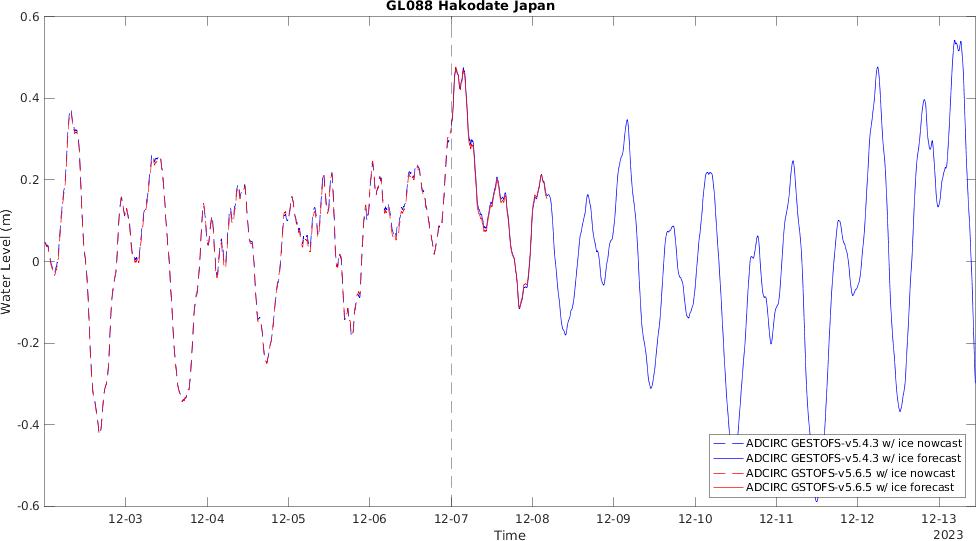 GL088 Hakodate Japan
0.6
0.4
0.2
0
-0.2
-0.4
-0.6
Water Level (m)
12-03 12-04 12-05 12-06 12-07 12-08 12-09 12-10 12-11 12-12 12-13
Time
2023
ADCIRC GESTOFS-v5.4.3 w/ ice nowcast
ADCIRC GESTOFS-v5.4.3 w/ ice forecast
ADCIRC GSTOFS-v5.6.5 w/ ice nowcast
ADCIRC GSTOFS-v5.6.5 w/ ice forecast